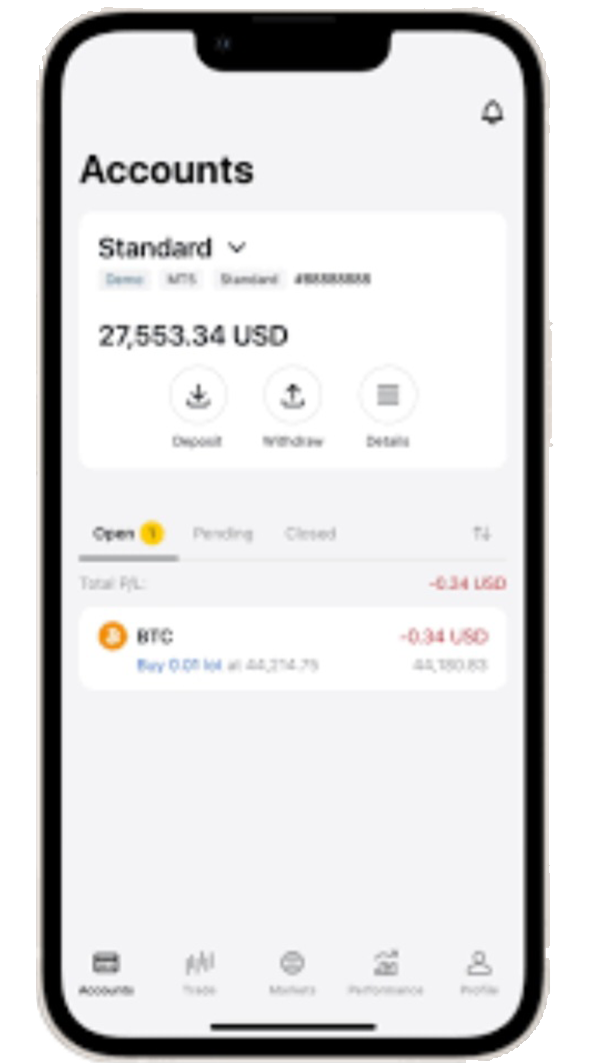 Accounts
Standard
Demo MT5 Standard
27,553.34 USD
Deposit Withdraw Details
Open 1 Pending Closed
Total P/L: -0.34 USD
BTC -0.34 USD
Buy 0.01 lot at 44,214.75 44,180.83
Accounts Trade Markets Performance Profile